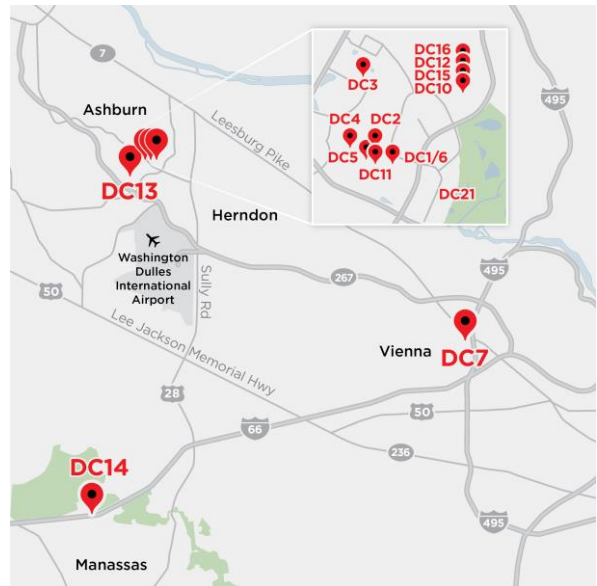 7
495
Ashburn
Leesburg Pike
DC16
DC12
DC15
DC10
DC3
DC4
DC2
DC5
DC1/6
DC11
DC21
DC13
Herndon
Washington
Dulles
International
Airport
Sully Rd
495
267
50
Lee Jackson Memorial Hwy
Vienna
DC7
28
50
66
236
DC14
495
Manassas